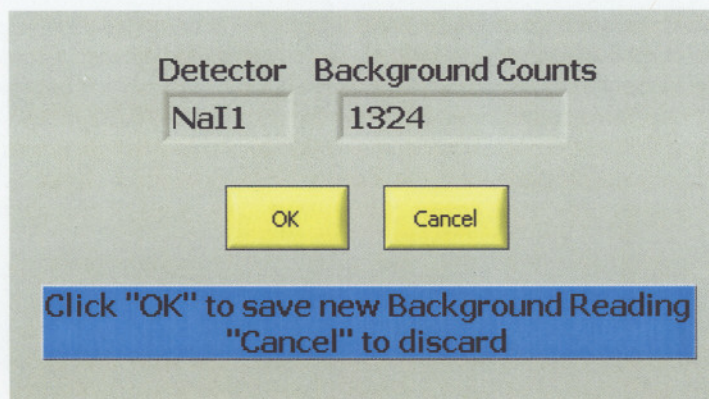 Detector Background Counts
NaI1 1324
OK Cancel
Click "OK" to save new Background Reading
"Cancel" to discard